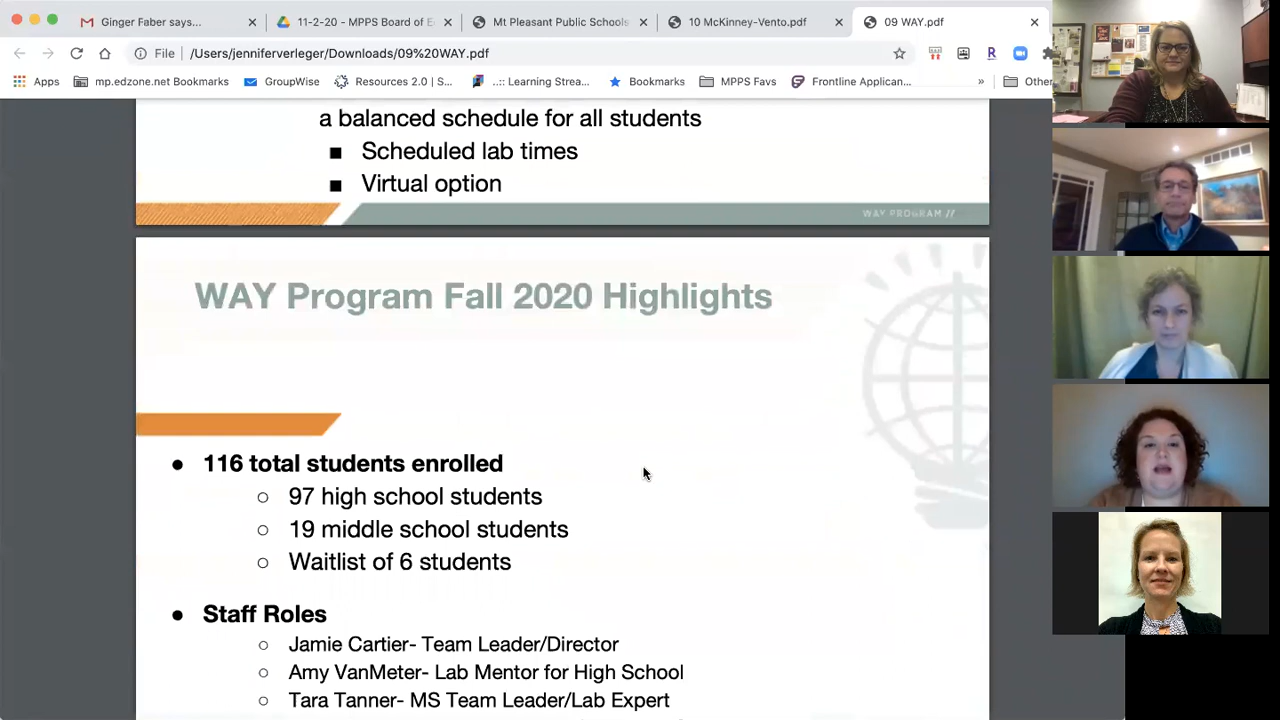 Ginger Faber says...
11-2-20 - MPPS Board of E
Mt Pleasant Public Schools
10 McKinney-Vento.pdf
09 WAY.pdf
File
/Users/jenniferverleger/Downloads/09%20WAY.pdf
Apps
mp.edzone.net Bookmarks
GroupWise
Resources 2.0 | S...
..:: Learning Strea...
Bookmarks
MPPS Favs
Frontline Applican...
»
Other
a balanced schedule for all students
■ Scheduled lab times
■ Virtual option
WAY PROGRAM //
WAY Program Fall 2020 Highlights
● 116 total students enrolled
○ 97 high school students
○ 19 middle school students
○ Waitlist of 6 students
● Staff Roles
○ Jamie Cartier- Team Leader/Director
○ Amy VanMeter- Lab Mentor for High School
○ Tara Tanner- MS Team Leader/Lab Expert